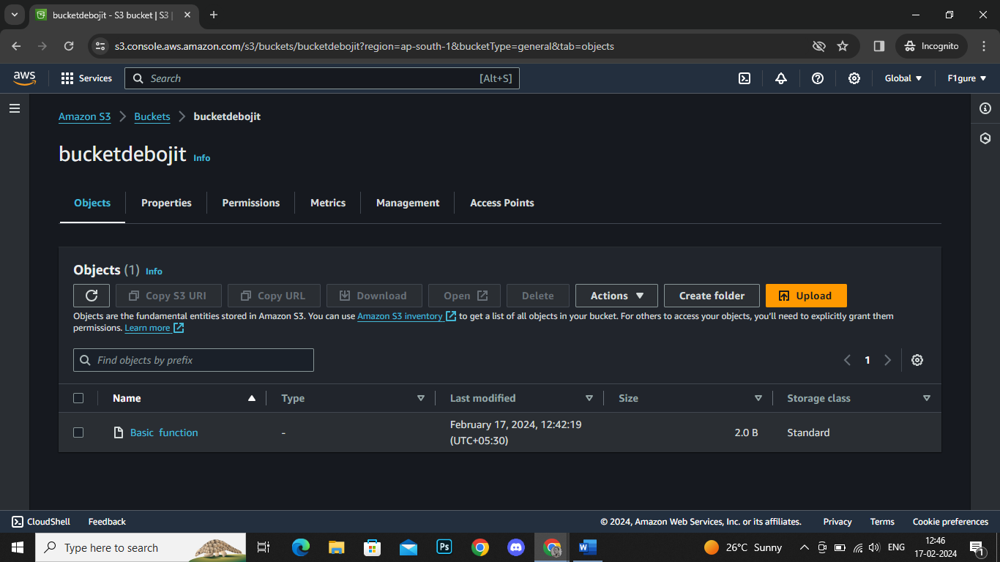 bucketdebojit - S3 bucket | S3 |
s3.console.aws.amazon.com/s3/buckets/bucketdebojit?region=ap-south-1&bucketType=general&tab=objects
Incognito
aws
Services
Search
[Alt+S]
Global
F1gure
Amazon S3
Buckets
bucketdebojit
bucketdebojit Info
Objects
Properties
Permissions
Metrics
Management
Access Points
Objects (1) Info
Copy S3 URI
Copy URL
Download
Open
Delete
Actions
Create folder
Upload
Objects are the fundamental entities stored in Amazon S3. You can use Amazon S3 inventory to get a list of all objects in your bucket. For others to access your objects, you'll need to explicitly grant them
permissions. Learn more
Find objects by prefix
1
Name
Type
Last modified
Size
Storage class
Basic function
-
February 17, 2024, 12:42:19
(UTC+05:30)
2.0 B
Standard
CloudShell
Feedback
© 2024, Amazon Web Services, Inc. or its affiliates.
Privacy
Terms
Cookie preferences
Type here to search
Ps
W
26°C Sunny
ENG
12:46
17-02-2024
1